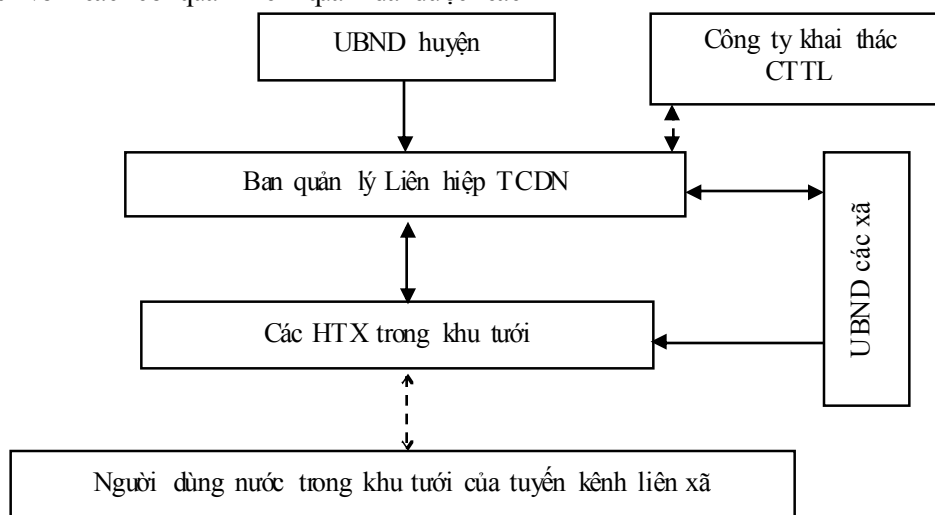 UBND huyện
Công ty khai thác
CTTL
Ban quản lý Liên hiệp TCDN
UBND các xã
Các HTX trong khu tưới
Người dùng nước trong khu tưới của tuyến kênh liên xã